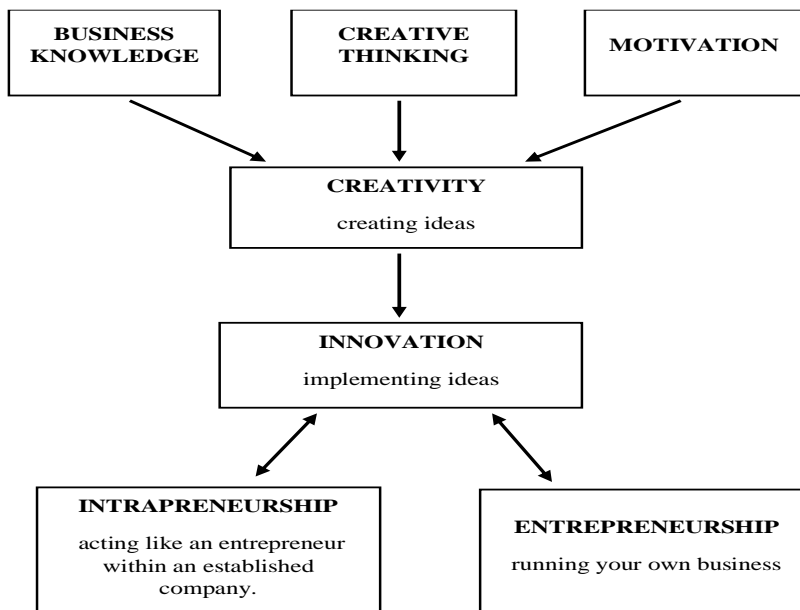 BUSINESS
KNOWLEDGE
CREATIVE
THINKING
MOTIVATION
CREATIVITY
creating ideas
INNOVATION
implementing ideas
INTRAPRENEURSHIP
acting like an entrepreneur
within an established
company.
ENTREPRENEURSHIP
running your own business